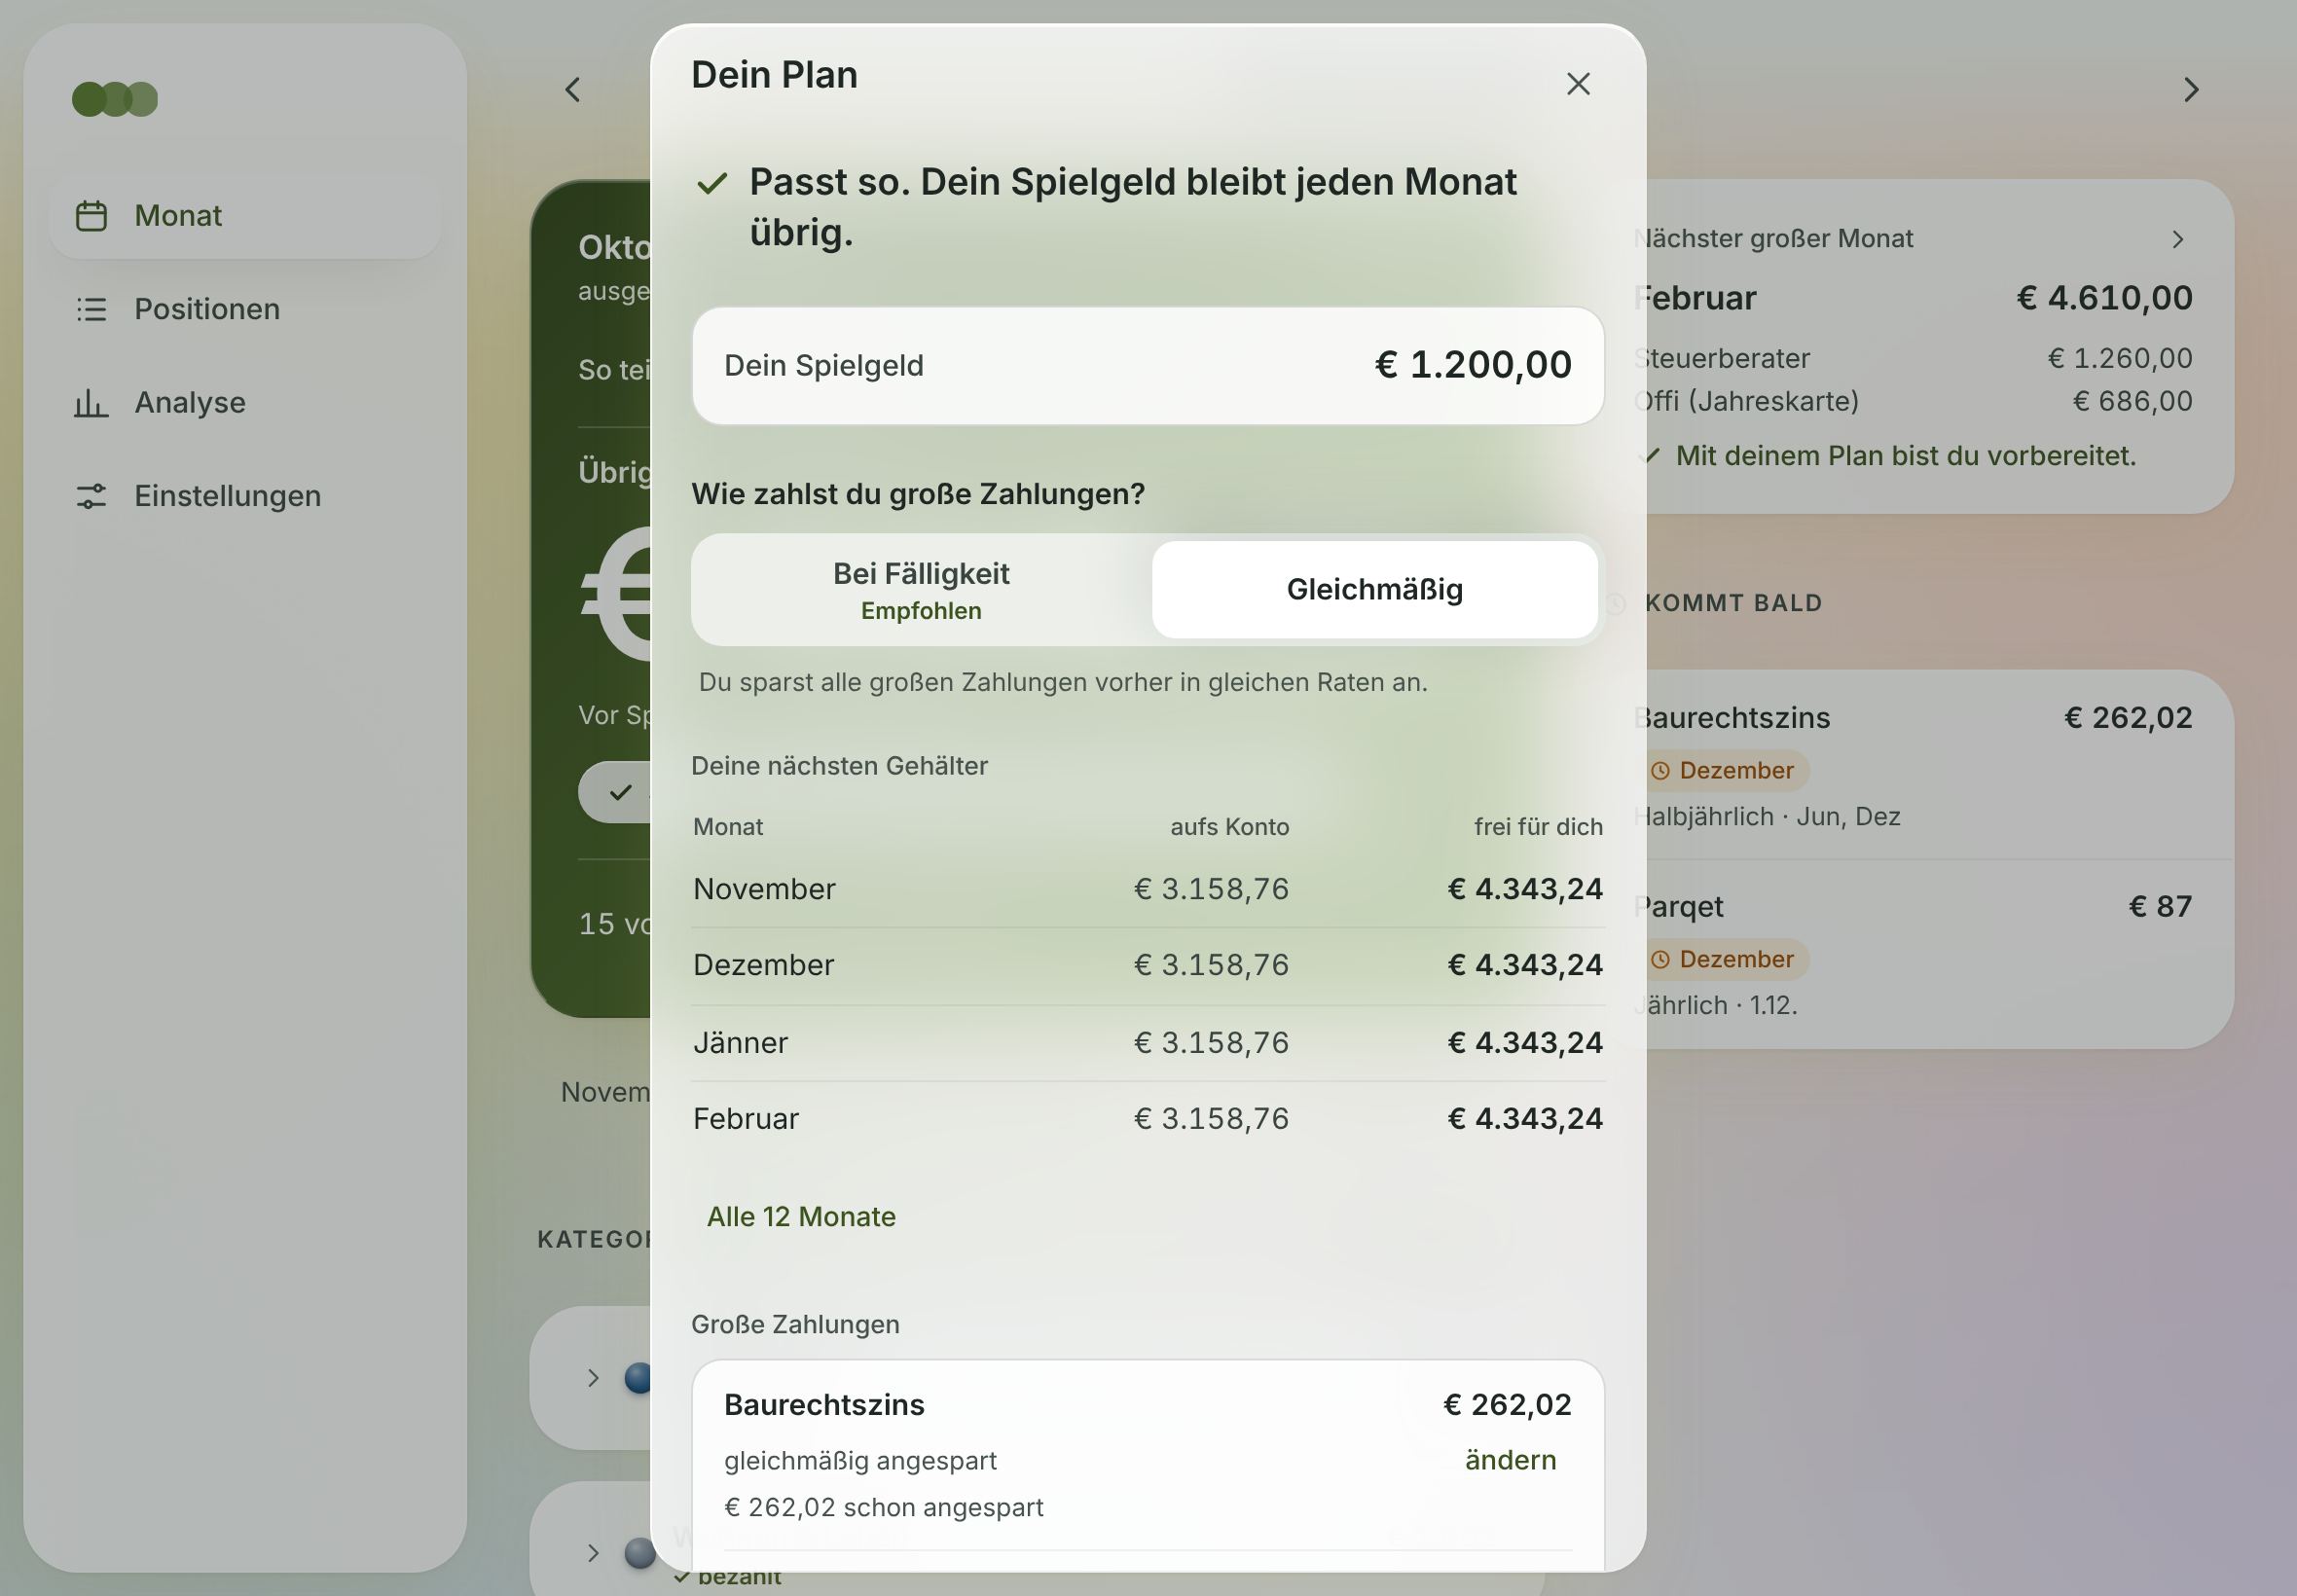 Monat
Positionen
Analyse
Einstellungen
Dein Plan
Passt so. Dein Spielgeld bleibt jeden Monat
übrig.
Dein Spielgeld € 1.200,00
Wie zahlst du große Zahlungen?
Bei Fälligkeit
Empfohlen
Gleichmäßig
Du sparst alle großen Zahlungen vorher in gleichen Raten an.
Deine nächsten Gehälter
Monat aufs Konto frei für dich
November € 3.158,76 € 4.343,24
Dezember € 3.158,76 € 4.343,24
Jänner € 3.158,76 € 4.343,24
Februar € 3.158,76 € 4.343,24
Alle 12 Monate
Große Zahlungen
Baurechtszins € 262,02
gleichmäßig angespart ändern
€ 262,02 schon angespart
bezahlt
Nächster großer Monat
Februar € 4.610,00
Steuerberater € 1.260,00
Offi (Jahreskarte) € 686,00
Mit deinem Plan bist du vorbereitet.
KOMMT BALD
Baurechtszins € 262,02
Dezember
Halbjährlich · Jun, Dez
Parqet € 87
Dezember
Jährlich · 1.12.
Okto
ausge
So tei
Übrig
€
Vor Sp
15 vo
Novem
KATEGOR